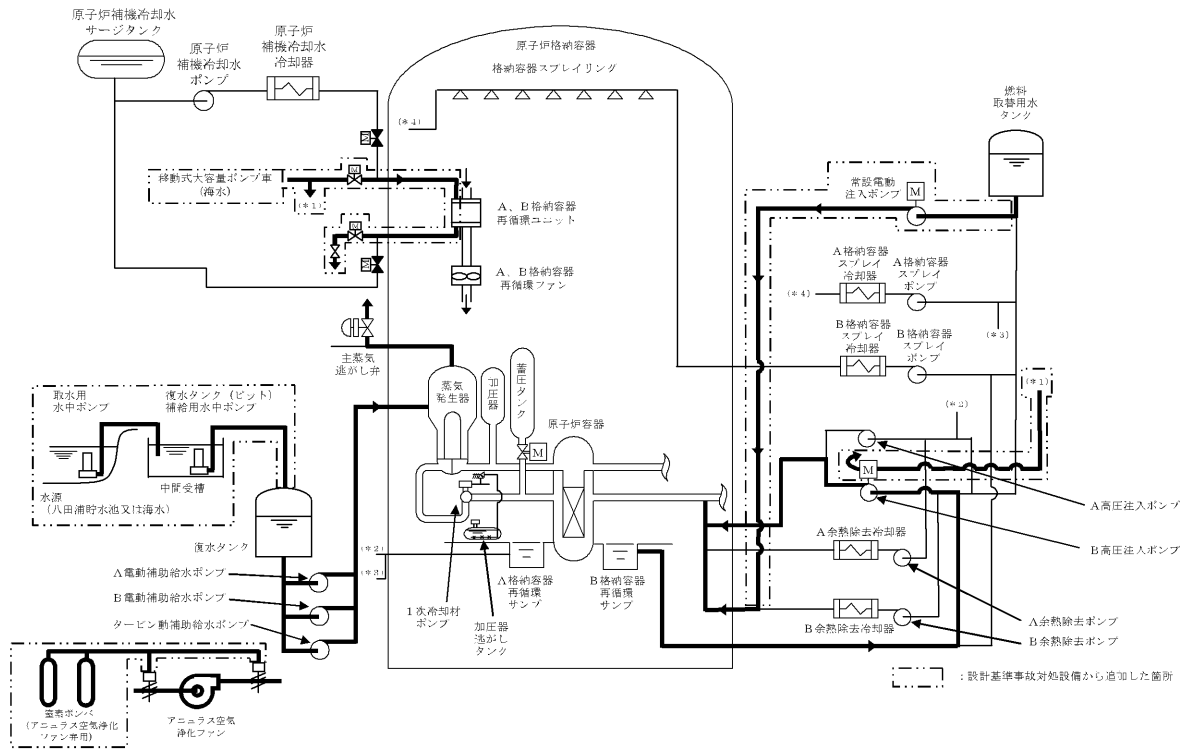 原子炉補機冷却水
サージタンク
原子炉
補機冷却水
ポンプ
原子炉
補機冷却水
冷却器
原子炉格納容器
格納容器スプレイリング
(*4)
燃料
取替用水
タンク
M
移動式大容量ポンプ車
(海水)
(*1)
M
M
M
A、B格納容器
再循環ユニット
A、B格納容器
再循環ファン
常設電動
注入ポンプ
M
A格納容器
スプレイ
冷却器
A格納容器
スプレイ
ポンプ
(*4)
(*3)
B格納容器
スプレイ
冷却器
B格納容器
スプレイ
ポンプ
(*1)
(*2)
主蒸気
逃がし弁
蒸気
発生器
加圧器
蓄圧タンク
原子炉容器
M
M
取水用
水中ポンプ
復水タンク(ピット)
補給用水中ポンプ
中間受槽
水源
(八田浦貯水池又は海水)
復水タンク
A高圧注入ポンプ
B高圧注入ポンプ
A余熱除去冷却器
B余熱除去冷却器
A余熱除去ポンプ
B余熱除去ポンプ
(*2)
(*3)
A格納容器
再循環
サンプ
B格納容器
再循環
サンプ
1次冷却材
ポンプ
加圧器
逃がし
タンク
A電動補助給水ポンプ
B電動補助給水ポンプ
タービン動補助給水ポンプ
窒素ボンベ
(アニュラス空気浄化
ファン弁用)
アニュラス空気
浄化ファン
:設計基準事故対処設備から追加した箇所